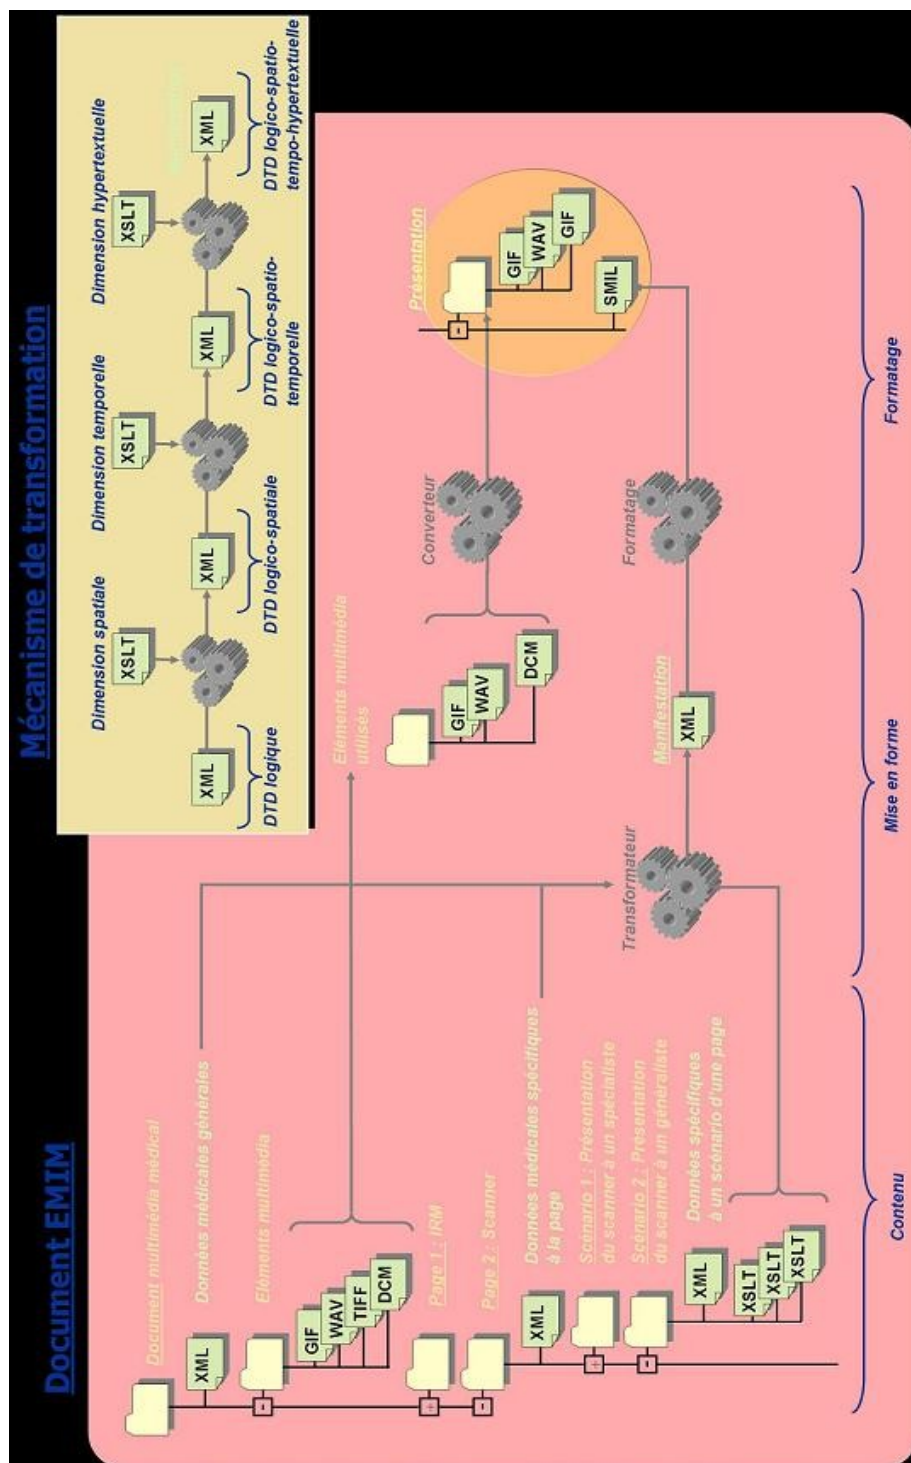 Document EMIM
Mécanisme de transformation
Dimension spatiale
Dimension temporelle
Dimension hypertextuelle
XSLT
XSLT
XSLT
XML
XML
XML
XML
DTD logique
DTD logico-spatiale
DTD logico-spatio-
temporelle
DTD logico-spatio-
tempo-hypertextuelle
Document multimédia médical
XML
Données médicales générales
Eléments multimédia
GIF
WAV
TIFF
DCM
Page 1 : IRM
Page 2 : Scanner
XML
Données médicales spécifiques
à la page
Scénario 1 : Présentation
du scanner à un spécialiste
Scénario 2 : Présentation
du scanner à un généraliste
XML
Données spécifiques
à un scénario d'une page
XSLT
XSLT
XSLT
Eléments multimédia
utilisés
GIF
WAV
DCM
Transformateur
Manifestation
XML
Converteur
Formatage
Présentation
GIF
WAV
GIF
SMIL
Contenu
Mise en forme
Formatage